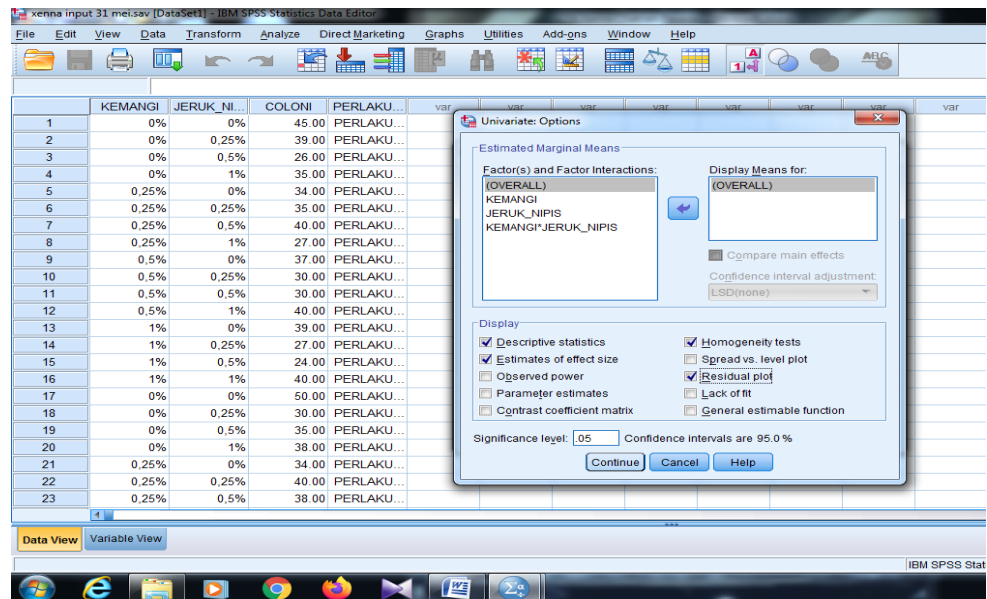 xenna input 31 mei.sav [DataSet1] - IBM SPSS Statistics Data Editor
File Edit View Data Transform Analyze Direct Marketing Graphs Utilities Add-ons Window Help
KEMANGI JERUK_NI... COLONI PERLAKU... var var var var var var var var
1 0% 0% 45.00 PERLAKU...
2 0% 0,25% 39.00 PERLAKU...
3 0% 0,5% 26.00 PERLAKU...
4 0% 1% 35.00 PERLAKU...
5 0,25% 0% 34.00 PERLAKU...
6 0,25% 0,25% 35.00 PERLAKU...
7 0,25% 0,5% 40.00 PERLAKU...
8 0,25% 1% 27.00 PERLAKU...
9 0,5% 0% 37.00 PERLAKU...
10 0,5% 0,25% 30.00 PERLAKU...
11 0,5% 0,5% 30.00 PERLAKU...
12 0,5% 1% 40.00 PERLAKU...
13 1% 0% 39.00 PERLAKU...
14 1% 0,25% 27.00 PERLAKU...
15 1% 0,5% 24.00 PERLAKU...
16 1% 1% 40.00 PERLAKU...
17 0% 0% 50.00 PERLAKU...
18 0% 0,25% 30.00 PERLAKU...
19 0% 0,5% 35.00 PERLAKU...
20 0% 1% 38.00 PERLAKU...
21 0,25% 0% 34.00 PERLAKU...
22 0,25% 0,25% 40.00 PERLAKU...
23 0,25% 0,5% 38.00 PERLAKU...
Univariate: Options
Estimated Marginal Means
Factor(s) and Factor Interactions:
(OVERALL)
KEMANGI
JERUK_NIPIS
KEMANGI*JERUK_NIPIS
Display Means for:
(OVERALL)
Compare main effects
Confidence interval adjustment:
LSD(none)
Display
Descriptive statistics
Homogeneity tests
Estimates of effect size
Spread vs. level plot
Observed power
Residual plot
Parameter estimates
Lack of fit
Contrast coefficient matrix
General estimable function
Significance level: .05 Confidence intervals are 95.0 %
Continue Cancel Help
Data View Variable View
IBM SPSS Stat